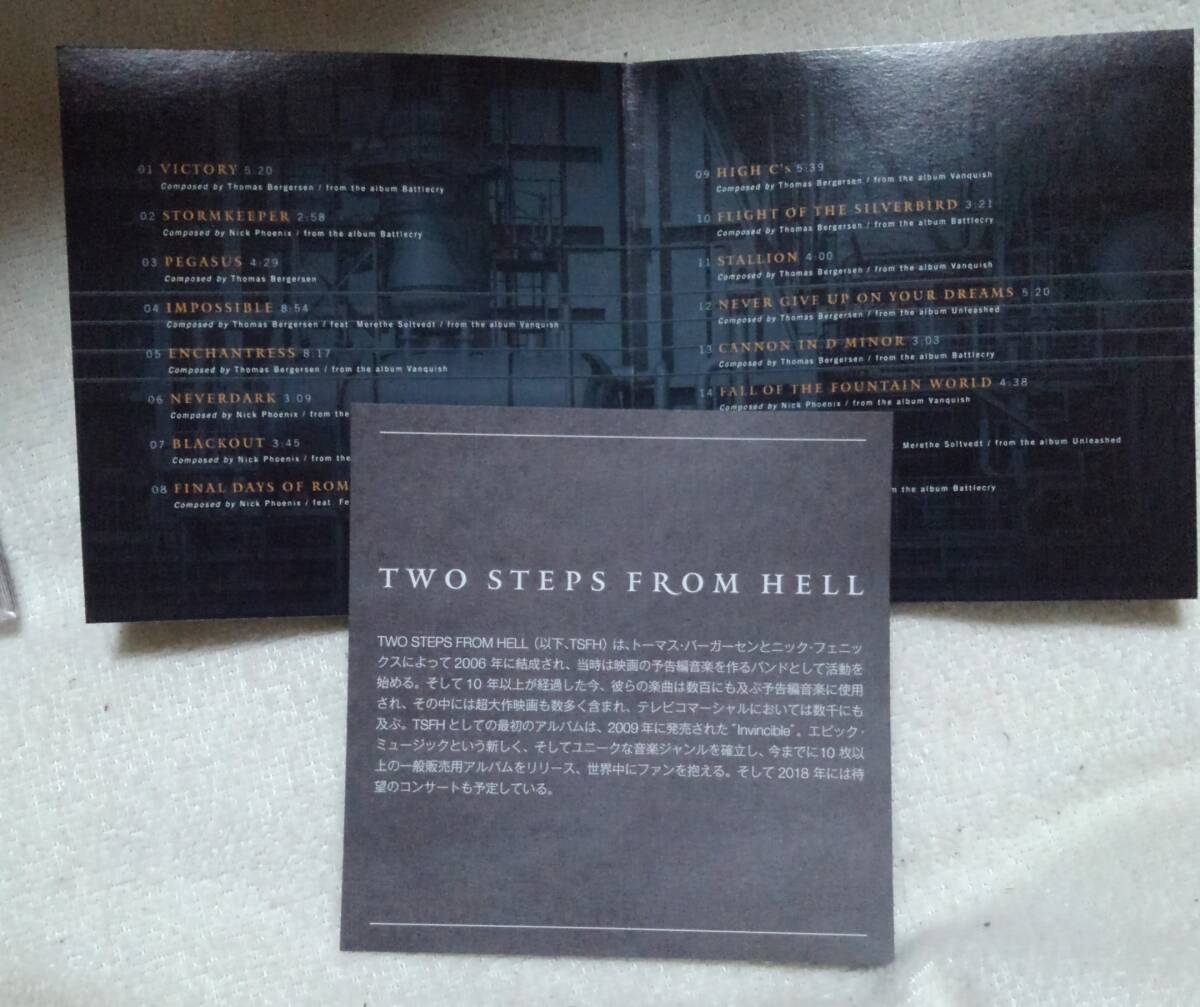 01 VICTORY 5:20
Composed by Thomas Bergersen / from the album Battlecry
02 STORMKEEPER 2:58
Composed by Nick Phoenix / from the album Battlecry
03 PEGASUS 4:29
Composed by Thomas Bergersen
04 IMPOSSIBLE 8:54
Composed by Thomas Bergersen / feat. Merethe Soltvedt / from the album Vanquish
05 ENCHANTRESS 8:17
Composed by Thomas Bergersen / from the album Vanquish
06 NEVERDARK 3:09
Composed by Nick Phoenix / from the
07 BLACKOUT 3:45
Composed by Nick Phoenix / from the
08 FINAL DAYS OF ROM
Composed by Nick Phoenix / feat. Fe
09 HIGH C's 5:39
Composed by Thomas Bergersen / from the album Vanquish
10 FLIGHT OF THE SILVERBIRD 3:21
Composed by Thomas Bergersen / from the album Battlecry
11 STALLION 4:00
Composed by Thomas Bergersen / from the album Vanquish
12 NEVER GIVE UP ON YOUR DREAMS 5:20
Composed by Thomas Bergersen / from the album Unleashed
13 CANNON IN D MINOR 3:03
Composed by Thomas Bergersen / from the album Battlecry
14 FALL OF THE FOUNTAIN WORLD 4:38
Composed by Nick Phoenix / from the album Vanquish
Merethe Soltvedt / from the album Unleashed
m the album Battlecry
TWO STEPS FROM HELL
TWO STEPS FROM HELL（以下、TSFH）は、トーマス・バーガーセンとニック・フェニッ
クスによって 2006 年に結成され、当時は映画の予告編音楽を作るバンドとして活動を
始める。そして 10 年以上が経過した今、彼らの楽曲は数百にも及ぶ予告編音楽に使用
され、その中には超大作映画も数多く含まれ、テレビコマーシャルにおいては数千にも
及ぶ。TSFH としての最初のアルバムは、2009 年に発売された "Invincible"。エピック・
ミュージックという新しく、そしてユニークな音楽ジャンルを確立し、今までに 10 枚以
上の一般販売用アルバムをリリース、世界中にファンを抱える。そして 2018 年には待
望のコンサートも予定している。